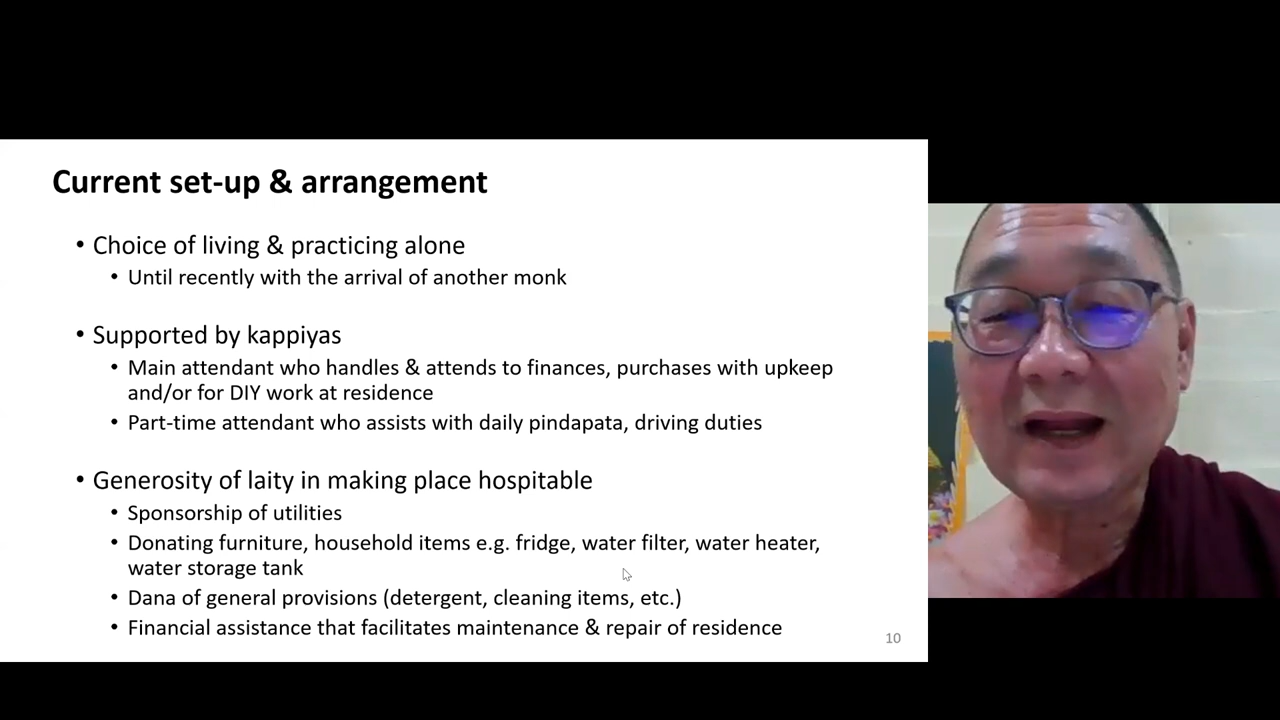 Current set-up & arrangement
• Choice of living & practicing alone
• Until recently with the arrival of another monk
• Supported by kappiyas
• Main attendant who handles & attends to finances, purchases with upkeep
and/or for DIY work at residence
• Part-time attendant who assists with daily pindapata, driving duties
• Generosity of laity in making place hospitable
• Sponsorship of utilities
• Donating furniture, household items e.g. fridge, water filter, water heater,
water storage tank
• Dana of general provisions (detergent, cleaning items, etc.)
• Financial assistance that facilitates maintenance & repair of residence
10